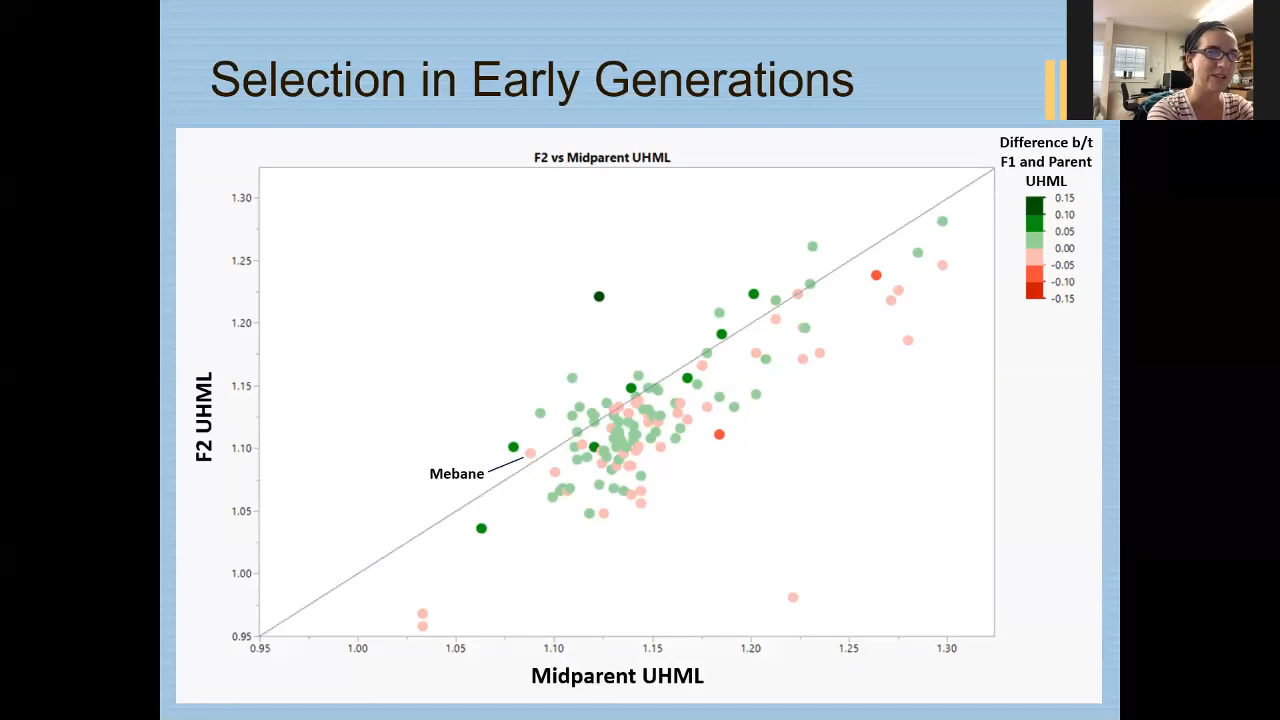 Selection in Early Generations
F2 vs Midparent UHML
Difference b/t
F1 and Parent
UHML
0.15
0.10
0.05
0.00
-0.05
-0.10
-0.15
1.30
1.25
1.20
1.15
1.10
1.05
1.00
0.95
F2 UHML
Mebane
0.95 1.00 1.05 1.10 1.15 1.20 1.25 1.30
Midparent UHML